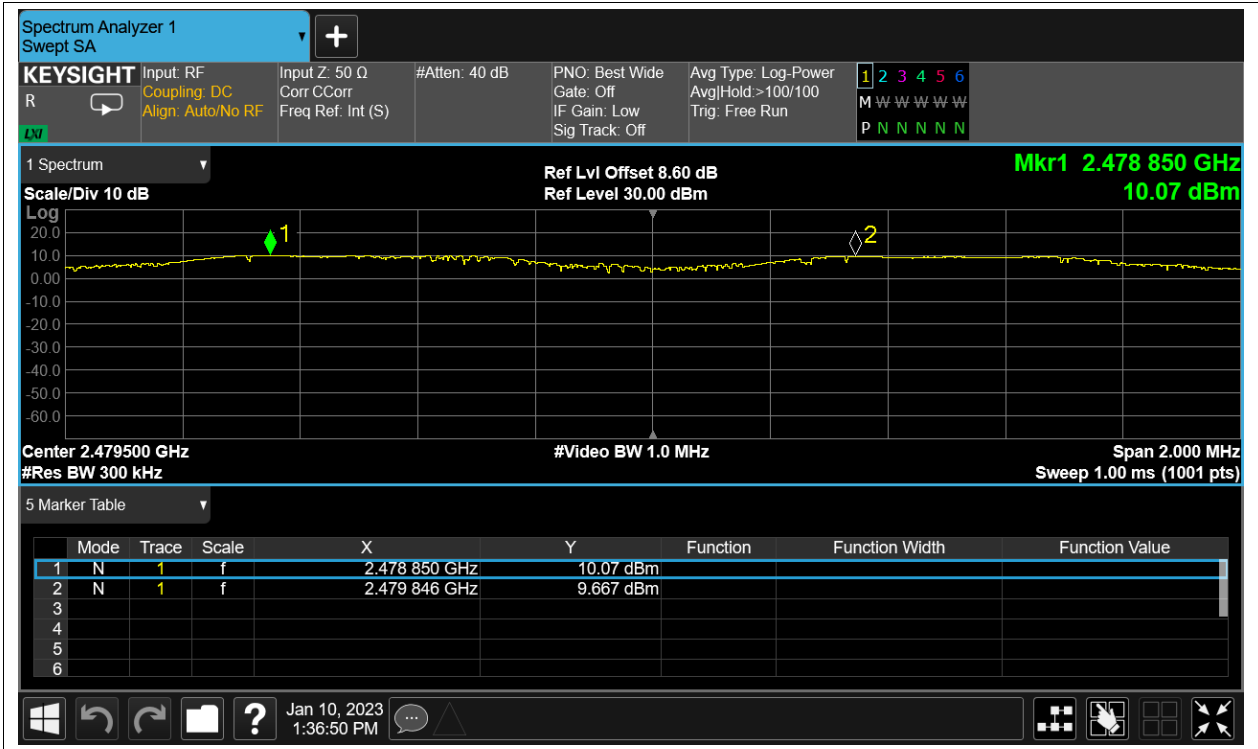 Spectrum Analyzer 1
Swept SA
KEYSIGHT
R
LXI
Input: RF
Coupling: DC
Align: Auto/No RF
Input Z: 50 Ω
Corr CCorr
Freq Ref: Int (S)
#Atten: 40 dB
PNO: Best Wide
Gate: Off
IF Gain: Low
Sig Track: Off
Avg Type: Log-Power
Avg|Hold:>100/100
Trig: Free Run
1 2 3 4 5 6
M W W W W W
P N N N N N
1 Spectrum
Scale/Div 10 dB
Ref Lvl Offset 8.60 dB
Ref Level 30.00 dBm
Mkr1 2.478 850 GHz
10.07 dBm
Log
20.0
10.0
0.00
-10.0
-20.0
-30.0
-40.0
-50.0
-60.0
1
2
Center 2.479500 GHz
#Video BW 1.0 MHz
Span 2.000 MHz
#Res BW 300 kHz
Sweep 1.00 ms (1001 pts)
5 Marker Table
Mode Trace Scale X Y Function Function Width Function Value
1 N 1 f 2.478 850 GHz 10.07 dBm
2 N 1 f 2.479 846 GHz 9.667 dBm
3
4
5
6
?
Jan 10, 2023
1:36:50 PM